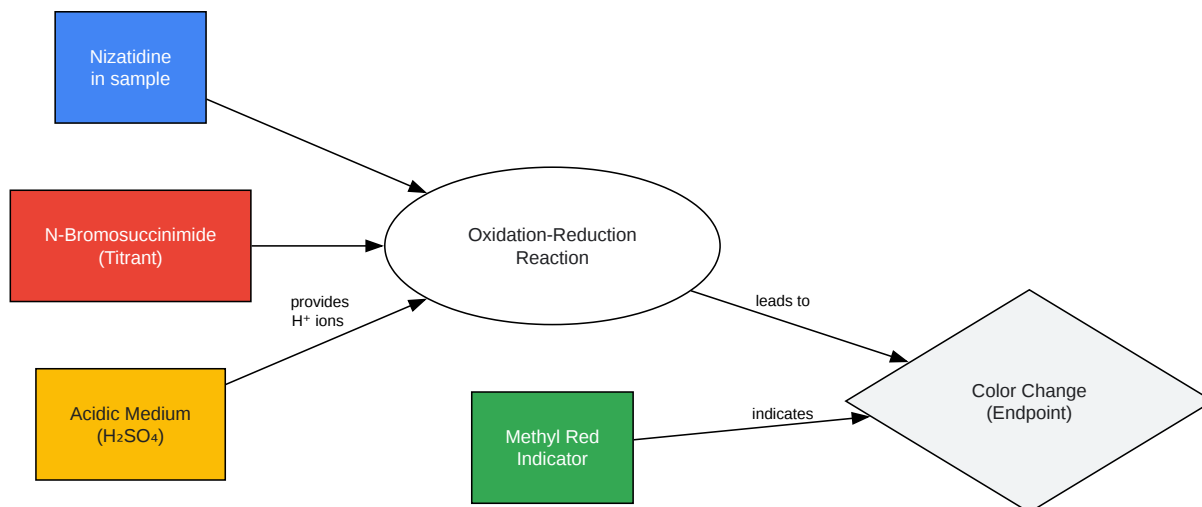 Nizatidine
in sample
N-Bromosuccinimide
(Titrant)
Oxidation-Reduction
Reaction
provides
H⁺ ions
leads to
Acidic Medium
(H₂SO₄)
Methyl Red
Indicator
indicates
Color Change
(Endpoint)